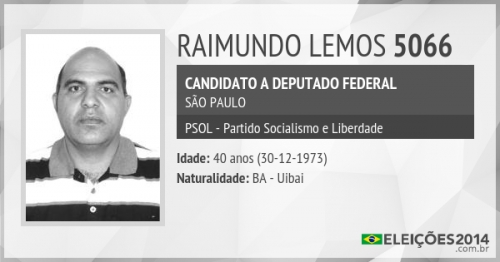 RAIMUNDO LEMOS 5066
CANDIDATO A DEPUTADO FEDERAL
SÃO PAULO
PSOL - Partido Socialismo e Liberdade
Idade: 40 anos (30-12-1973)
Naturalidade: BA - Uibai
ELEIÇÕES2014
.com.br